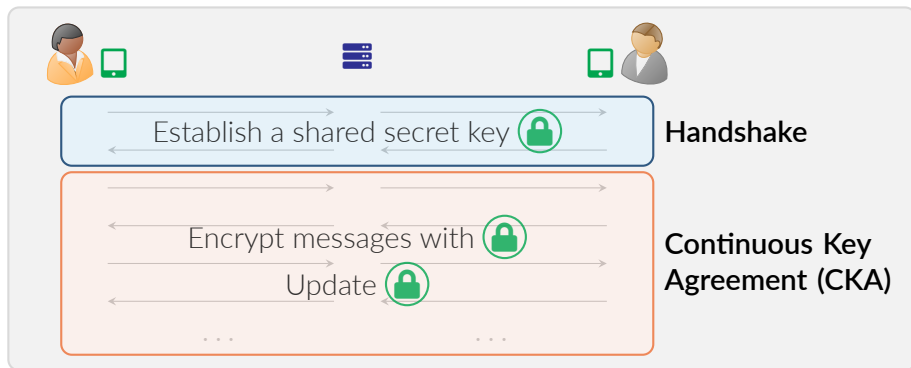 Establish a shared secret key
Handshake
Encrypt messages with
Update
Continuous Key
Agreement (CKA)
... ...